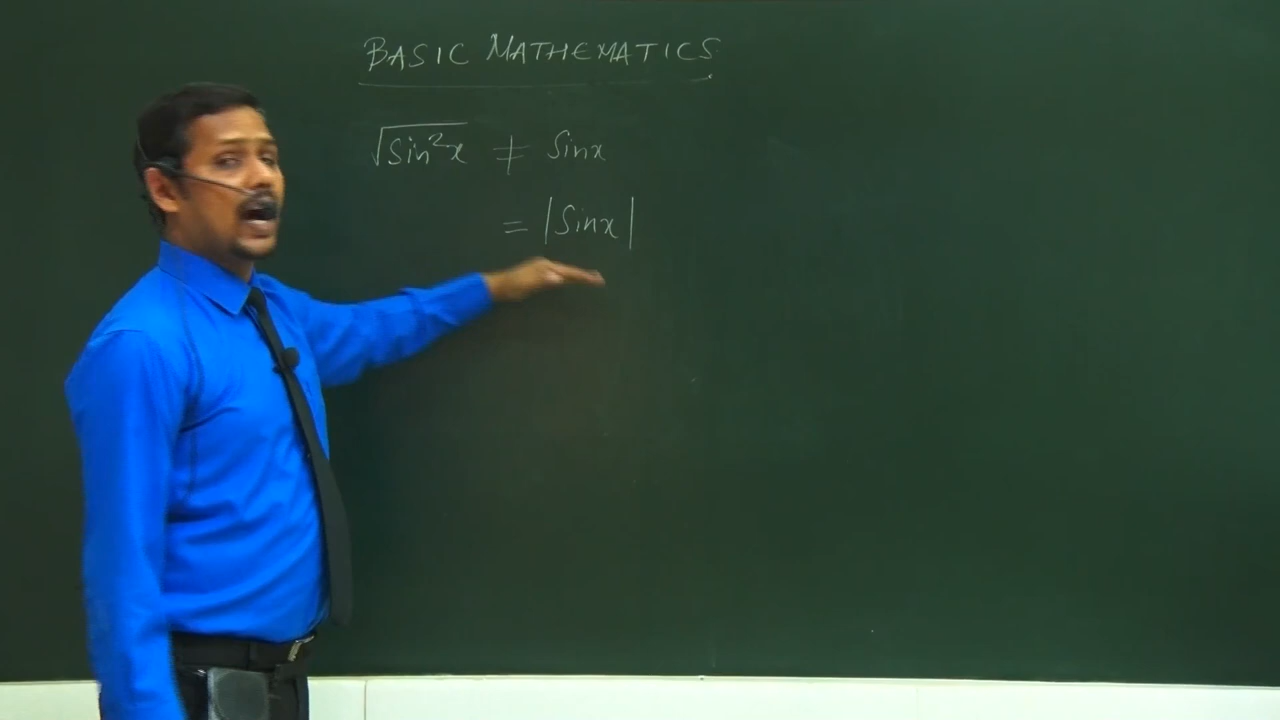 BASIC MATHEMATICS
√sin²x ≠ Sinx
= |Sinx|